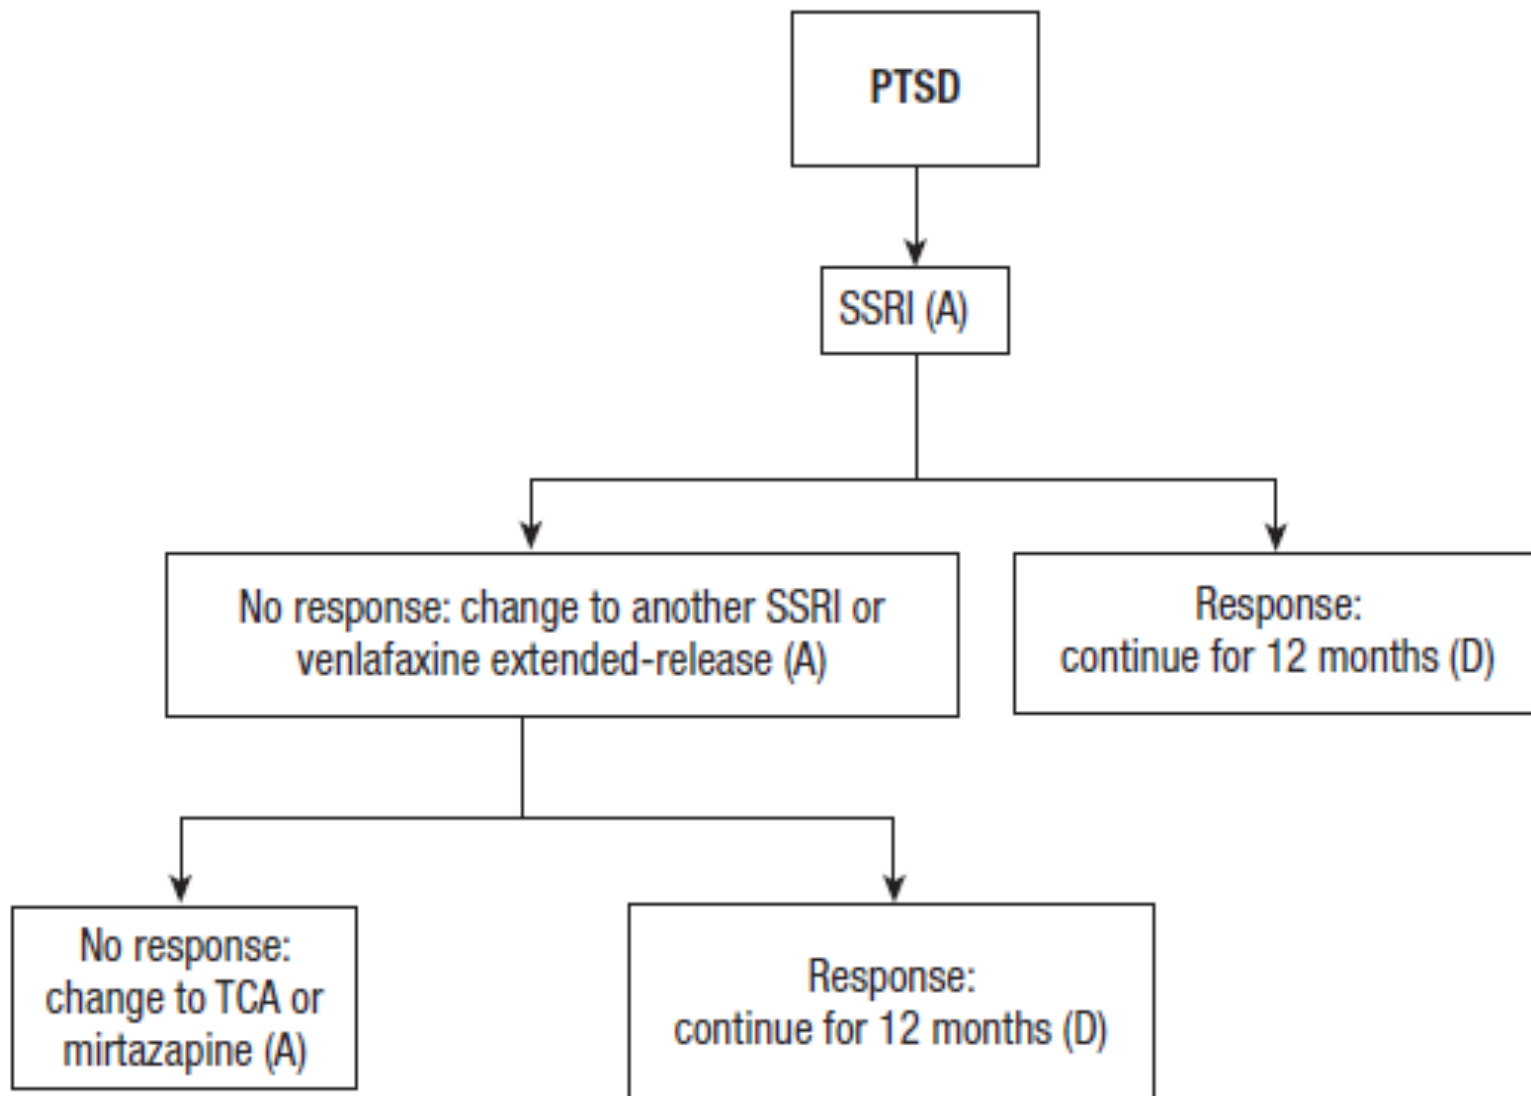 PTSD
SSRI (A)
No response: change to another SSRI or
venlafaxine extended-release (A)
Response:
continue for 12 months (D)
No response:
change to TCA or
mirtazapine (A)
Response:
continue for 12 months (D)